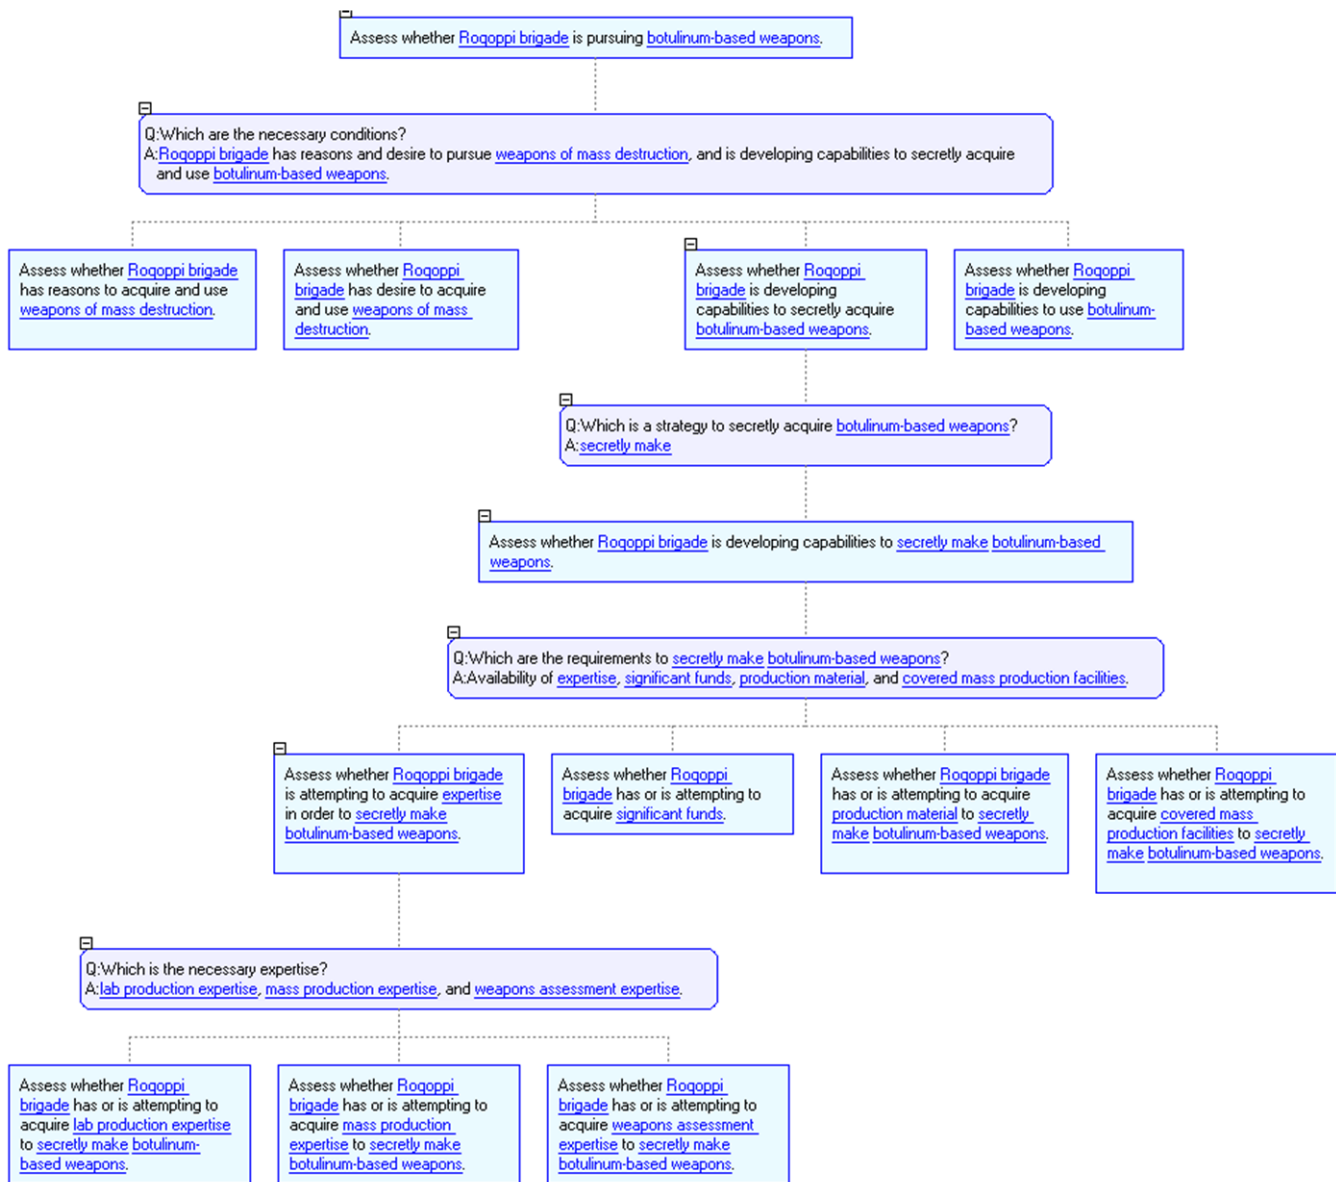 Assess whether Roqoppi brigade is pursuing botulinum-based weapons.
Q:Which are the necessary conditions?
A:Roqoppi brigade has reasons and desire to pursue weapons of mass destruction, and is developing capabilities to secretly acquire
and use botulinum-based weapons.
Assess whether Roqoppi brigade
has reasons to acquire and use
weapons of mass destruction.
Assess whether Roqoppi
brigade has desire to acquire
and use weapons of mass
destruction.
Assess whether Roqoppi
brigade is developing
capabilities to secretly acquire
botulinum-based weapons.
Assess whether Roqoppi
brigade is developing
capabilities to use botulinum-
based weapons.
Q:Which is a strategy to secretly acquire botulinum-based weapons?
A:secretly make
Assess whether Roqoppi brigade is developing capabilities to secretly make botulinum-based
weapons.
Q:Which are the requirements to secretly make botulinum-based weapons?
A:Availability of expertise, significant funds, production material, and covered mass production facilities.
Assess whether Roqoppi brigade
is attempting to acquire expertise
in order to secretly make
botulinum-based weapons.
Assess whether Roqoppi
brigade has or is attempting to
acquire significant funds.
Assess whether Roqoppi brigade
has or is attempting to acquire
production material to secretly
make botulinum-based weapons.
Assess whether Roqoppi
brigade has or is attempting to
acquire covered mass
production facilities to secretly
make botulinum-based weapons.
Q:Which is the necessary expertise?
A:lab production expertise, mass production expertise, and weapons assessment expertise.
Assess whether Roqoppi
brigade has or is attempting to
acquire lab production expertise
to secretly make botulinum-
based weapons.
Assess whether Roqoppi
brigade has or is attempting to
acquire mass production
expertise to secretly make
botulinum-based weapons.
Assess whether Roqoppi
brigade has or is attempting to
acquire weapons assessment
expertise to secretly make
botulinum-based weapons.